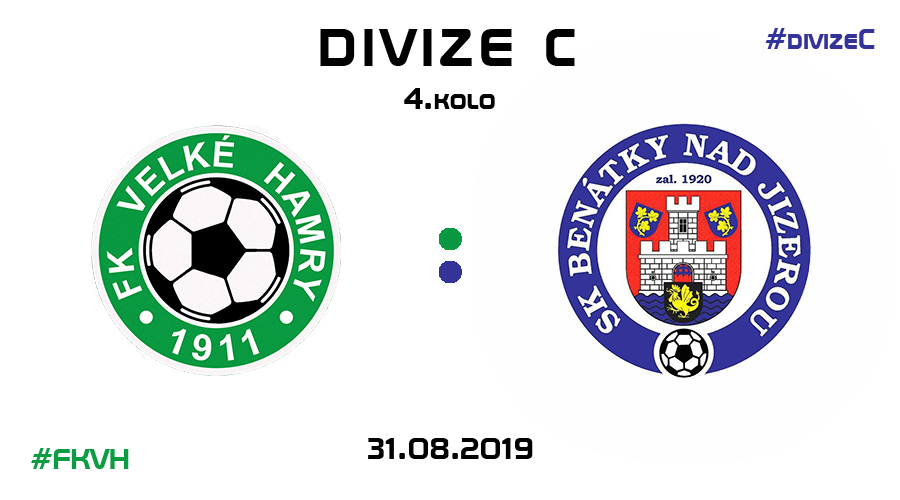 DIVIZE C
#DIVIZEC
4.KOLO
FK VELKÉ HAMRY
1911
SK BENÁTKY NAD JIZEROU
zal. 1920
31.08.2019
#FKVH